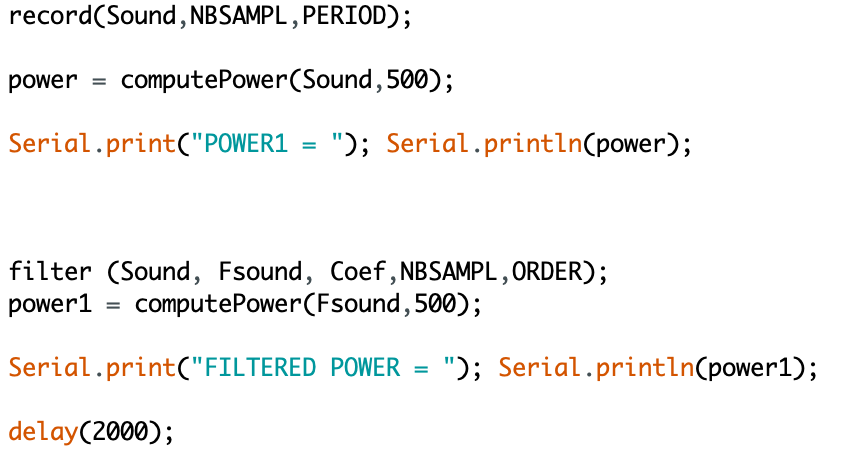 record(Sound,NBSAMPL,PERIOD);
power = computePower(Sound,500);
Serial.print("POWER1 = "); Serial.println(power);
filter (Sound, Fsound, Coef,NBSAMPL,ORDER);
power1 = computePower(Fsound,500);
Serial.print("FILTERED POWER = "); Serial.println(power1);
delay(2000);